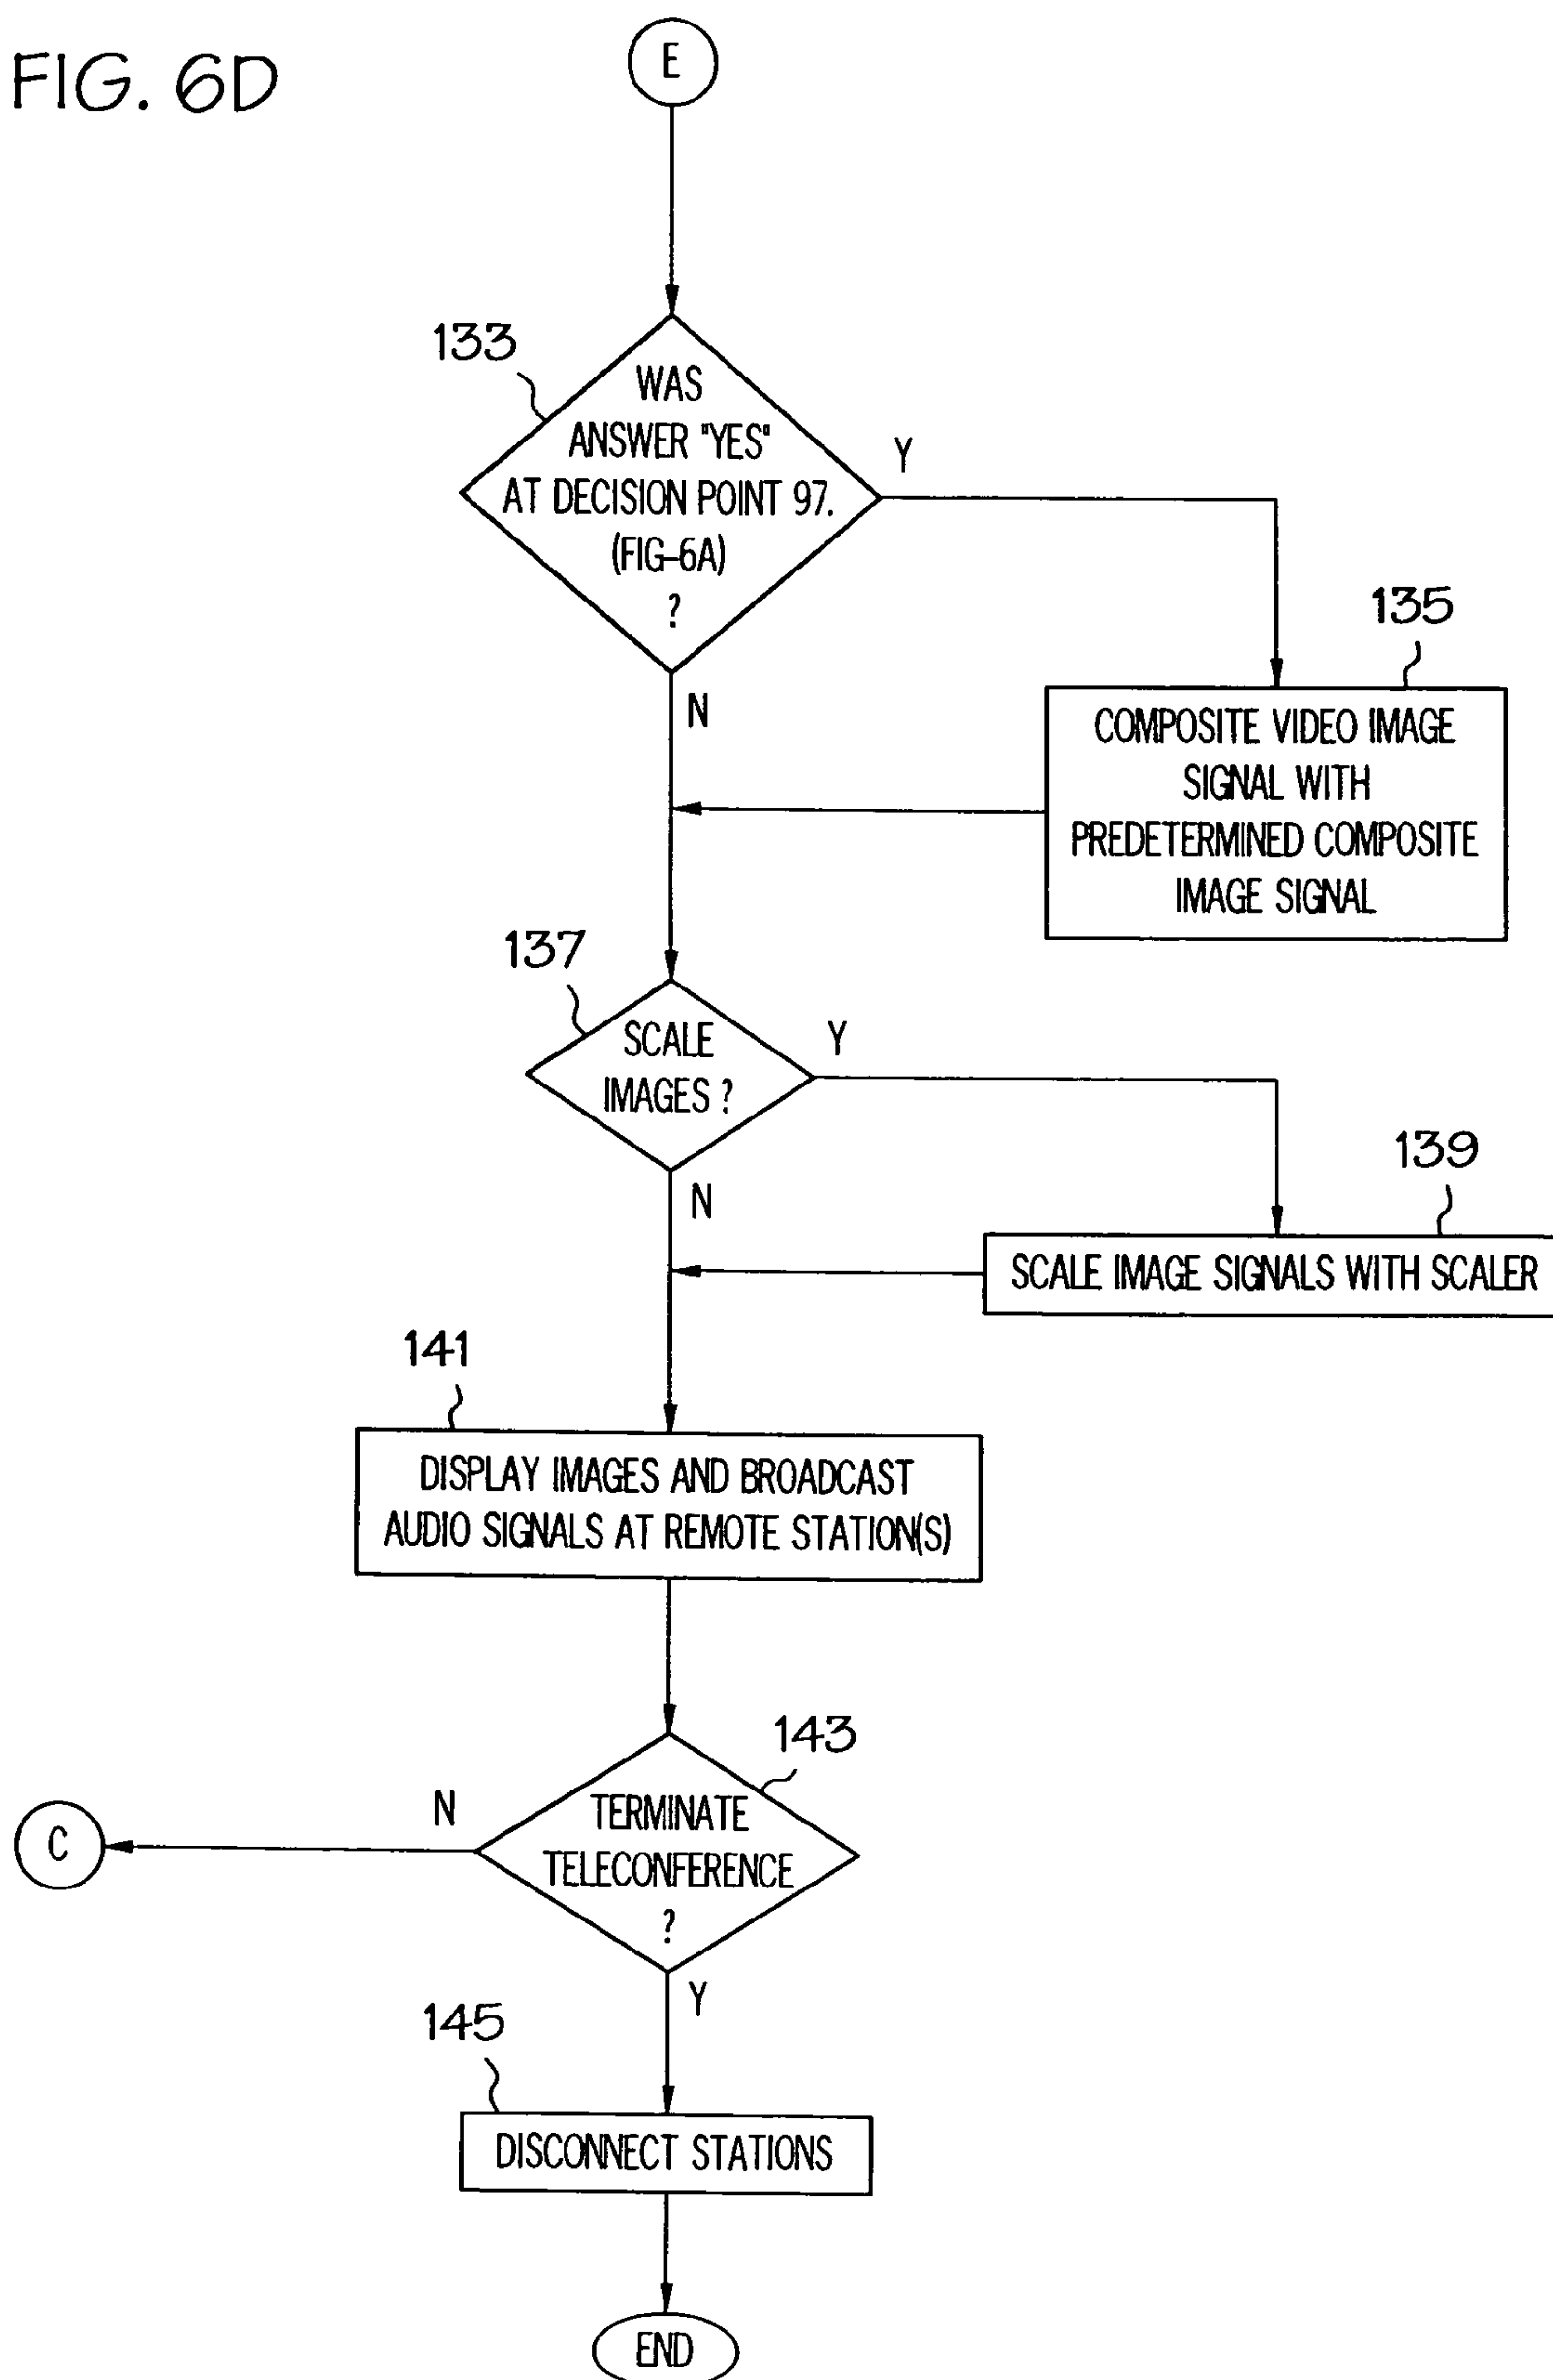 FIG. 6D
E
133
WAS
ANSWER "YES"
AT DECISION POINT 97.
(FIG-6A)
?
Y
N
135
COMPOSITE VIDEO IMAGE
SIGNAL WITH
PREDETERMINED COMPOSITE
IMAGE SIGNAL
137
SCALE
IMAGES ?
Y
N
139
SCALE IMAGE SIGNALS WITH SCALER
141
DISPLAY IMAGES AND BROADCAST
AUDIO SIGNALS AT REMOTE STATION(S)
143
TERMINATE
TELECONFERENCE
?
N
C
Y
145
DISCONNECT STATIONS
END